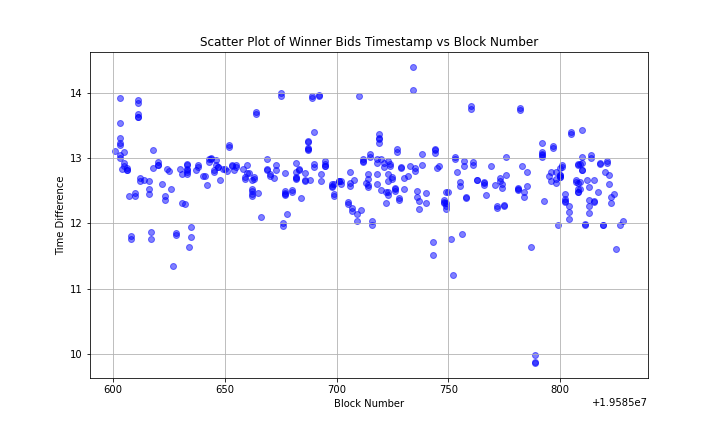 Scatter Plot of Winner Bids Timestamp vs Block Number
14
13
12
11
10
Time Difference
600 650 700 750 800
Block Number
+1.9585e7